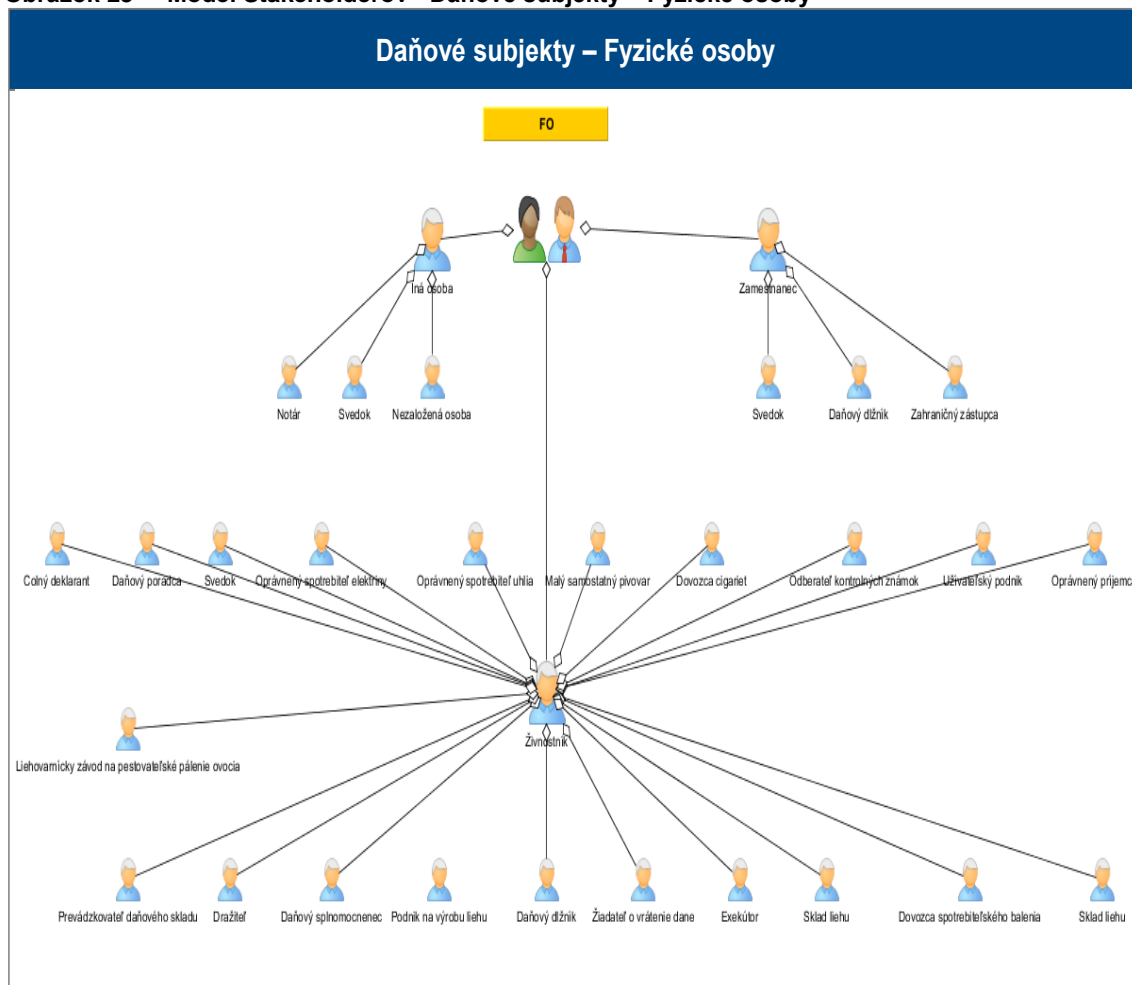 Daňové subjekty – Fyzické osoby
FO
Iná osoba
Zamestnanec
Notár
Svedok
Nezaložená osoba
Svedok
Daňový dlžník
Zahraničný zástupca
Colný deklarant
Daňový poradca
Svedok
Oprávnený spotrebiteľ elektriny
Oprávnený spotrebiteľ uhlia
Malý samostatný pivovar
Dovozca cigariet
Odberateľ kontrolných známok
Užívateľský podnik
Oprávnený príjemca
Živnostník
Liehovarnícky závod na pestovateľské pálenie ovocia
Prevádzkovateľ daňového skladu
Dražiteľ
Daňový splnomocnenec
Podnik na výrobu liehu
Daňový dlžník
Žiadateľ o vrátenie dane
Exekútor
Sklad liehu
Dovozca spotrebiteľského balenia
Sklad liehu